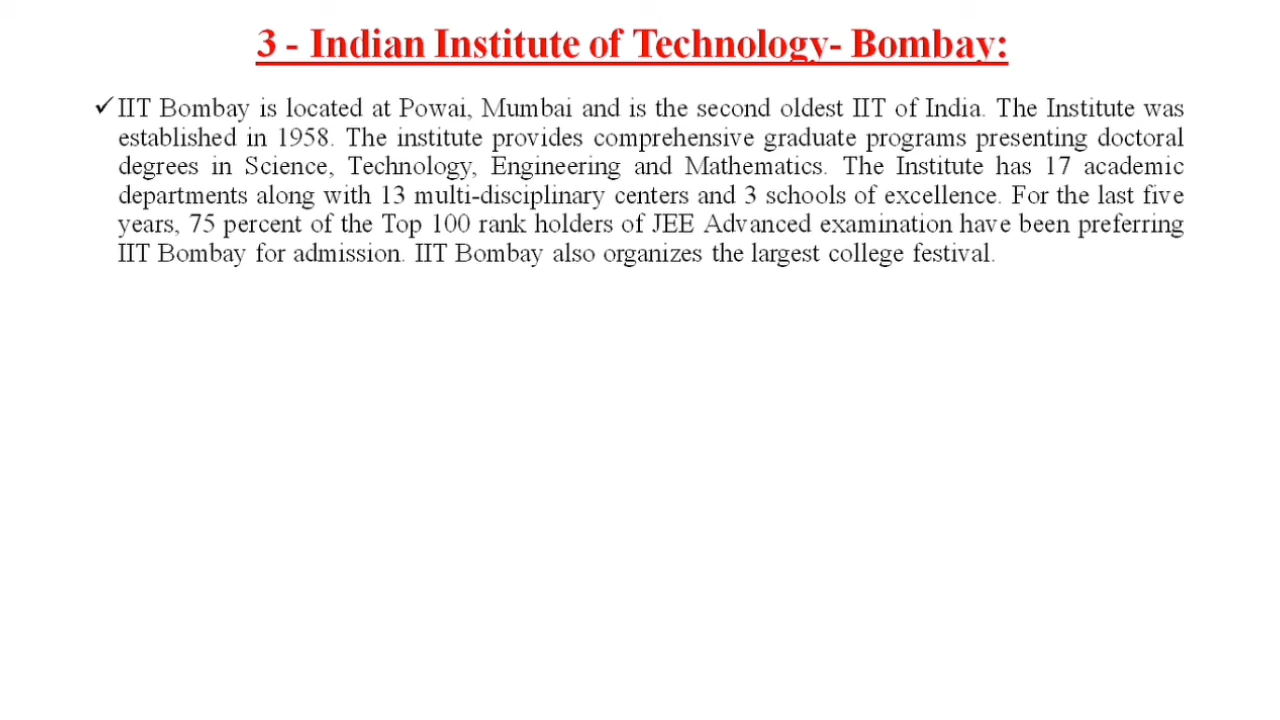 3 - Indian Institute of Technology- Bombay:
✓IIT Bombay is located at Powai, Mumbai and is the second oldest IIT of India. The Institute was
established in 1958. The institute provides comprehensive graduate programs presenting doctoral
degrees in Science, Technology, Engineering and Mathematics. The Institute has 17 academic
departments along with 13 multi-disciplinary centers and 3 schools of excellence. For the last five
years, 75 percent of the Top 100 rank holders of JEE Advanced examination have been preferring
IIT Bombay for admission. IIT Bombay also organizes the largest college festival.